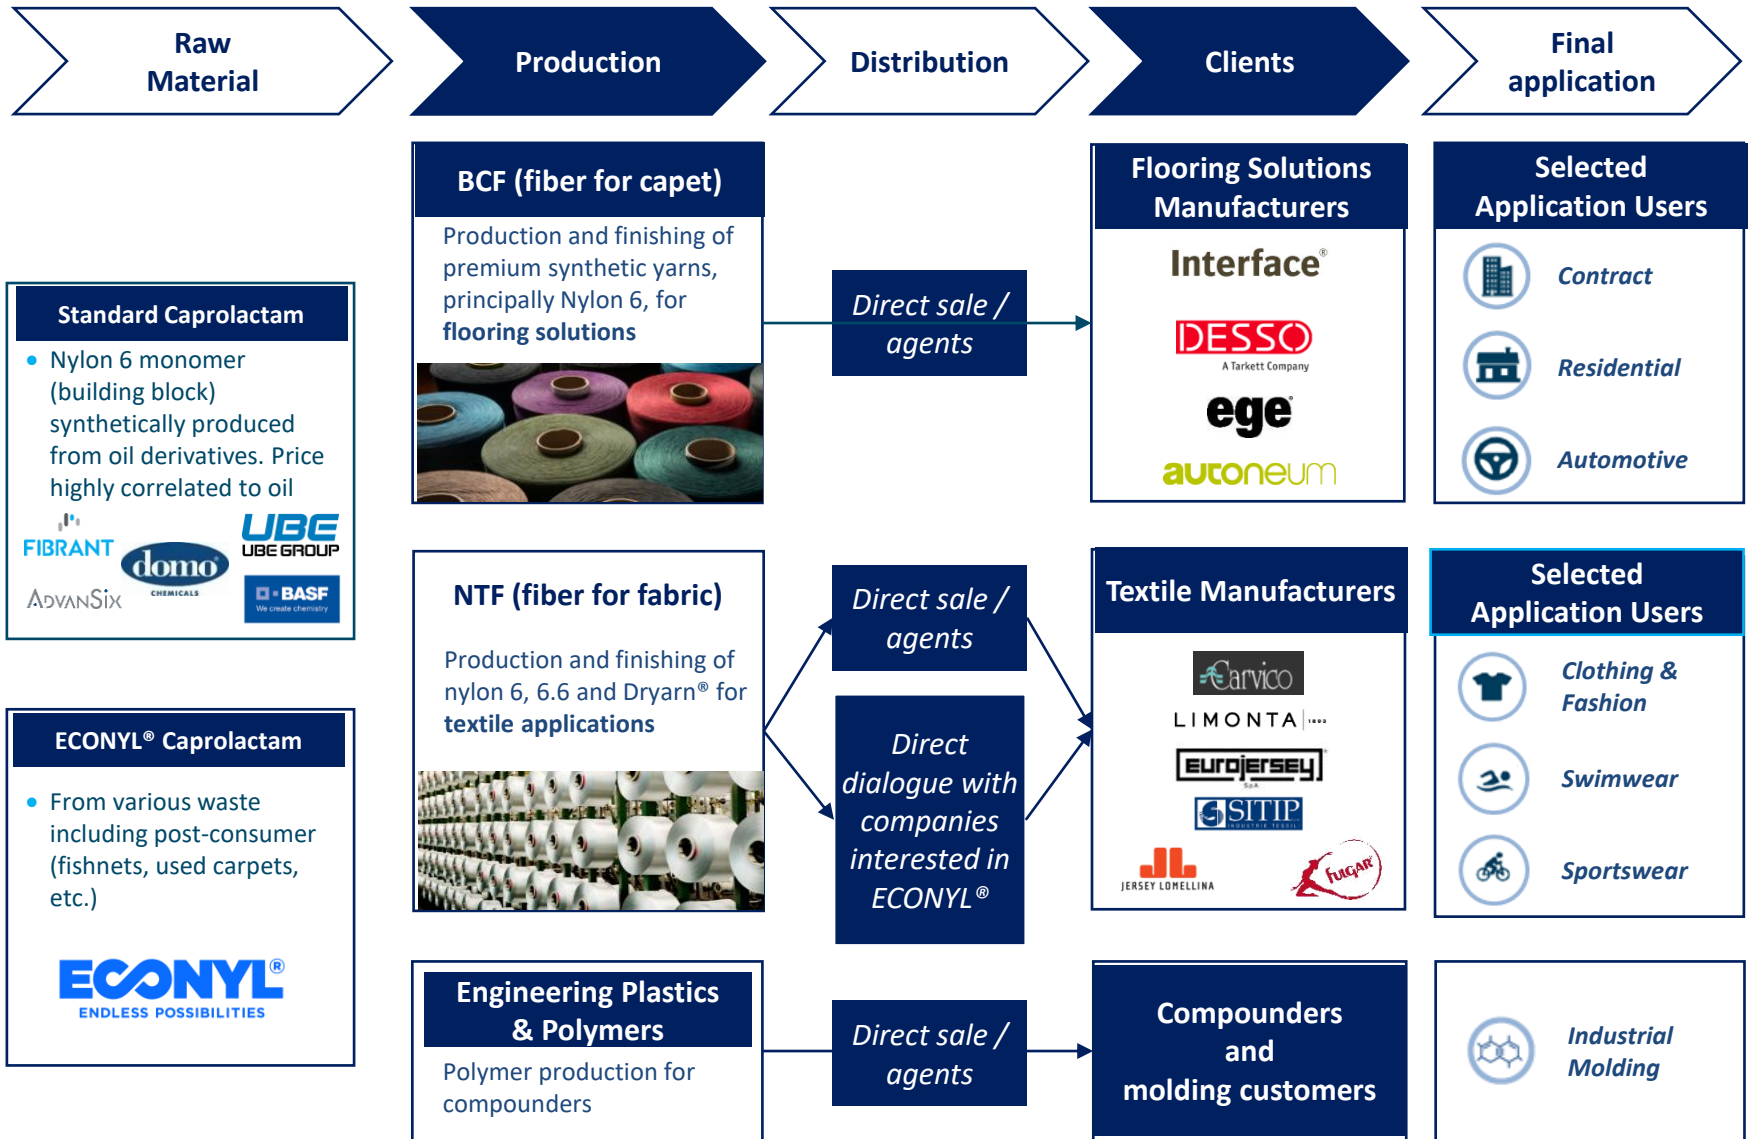 Raw
Material
Production
Distribution
Clients
Final
application
Standard Caprolactam
• Nylon 6 monomer
(building block)
synthetically produced
from oil derivatives. Price
highly correlated to oil
FIBRANT
domo
CHEMICALS
UBE
UBE GROUP
ADVANSIX
BASF
We create chemistry
ECONYL® Caprolactam
• From various waste
including post-consumer
(fishnets, used carpets,
etc.)
ECONYL®
ENDLESS POSSIBILITIES
BCF (fiber for capet)
Production and finishing of
premium synthetic yarns,
principally Nylon 6, for
flooring solutions
Direct sale /
agents
Flooring Solutions
Manufacturers
Interface®
DESSO
A Tarkett Company
ege®
autoneum
Selected
Application Users
Contract
Residential
Automotive
NTF (fiber for fabric)
Production and finishing of
nylon 6, 6.6 and Dryarn® for
textile applications
Direct sale /
agents
Direct
dialogue with
companies
interested in
ECONYL®
Textile Manufacturers
Carvico
LIMONTA 1893
eurojersey
S.p.A.
SITIP
INDUSTRIE TESSILI
JERSEY LOMELLINA
FULGAR
Selected
Application Users
Clothing &
Fashion
Swimwear
Sportswear
Engineering Plastics
& Polymers
Polymer production for
compounders
Direct sale /
agents
Compounders
and
molding customers
Industrial
Molding